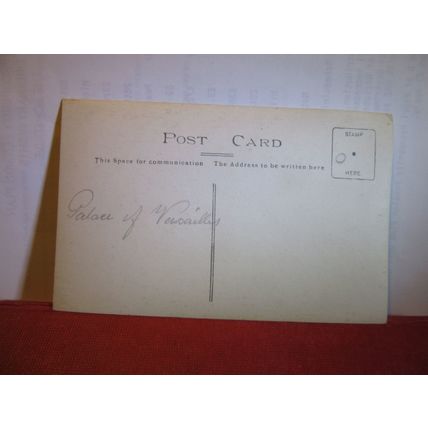 POST CARD
This Space for communication
The Address to be written here
STAMP
HERE
Palace of Versailles